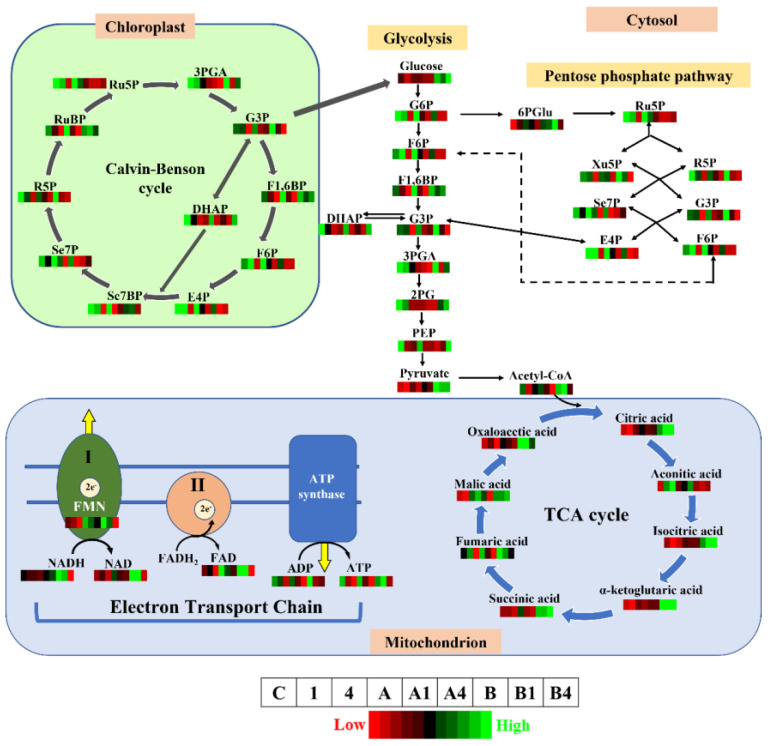 Chloroplast
Cytosol
Glycolysis
Pentose phosphate pathway
Ru5P
3PGA
G3P
F1,6BP
F6P
E4P
Sc7BP
Se7P
R5P
RuBP
Calvin-Benson
cycle
DHAP
Glucose
G6P
F6P
F1,6BP
DHAP
G3P
3PGA
2PG
PEP
Pyruvate
6PGlu
Ru5P
Xu5P
R5P
Se7P
G3P
E4P
F6P
Acetyl-CoA
I
2e-
FMN
NADH
NAD
II
2e-
FADH2
FAD
ATP
synthase
ADP
ATP
Electron Transport Chain
Oxaloacetic acid
Citric acid
Malic acid
Aconitic acid
TCA cycle
Fumaric acid
Isocitric acid
Succinic acid
α-ketoglutaric acid
Mitochondrion
C 1 4 A A1 A4 B B1 B4
Low High